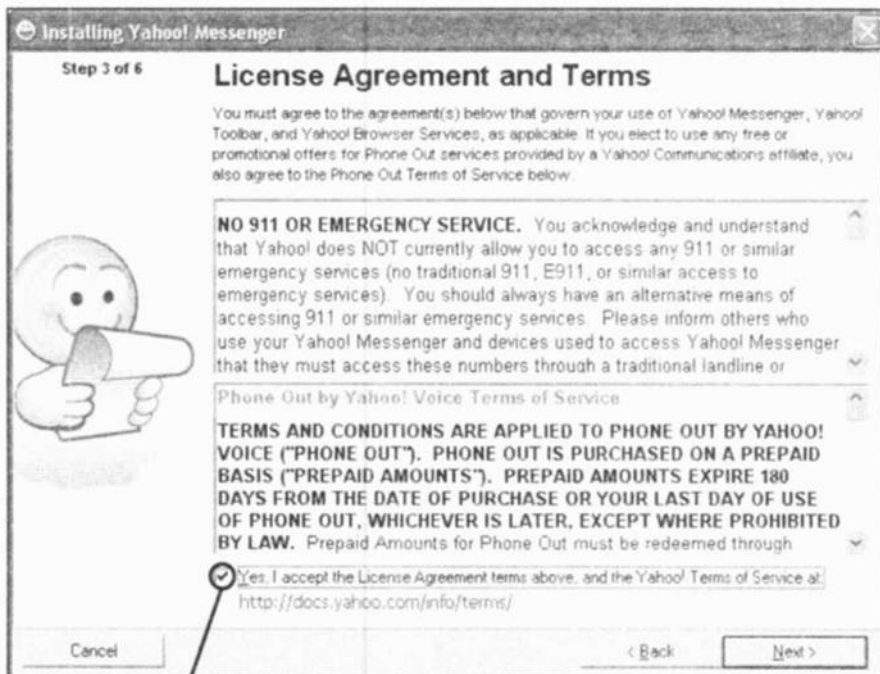 Installing Yahoo! Messenger
Step 3 of 6
License Agreement and Terms
You must agree to the agreement(s) below that govern your use of Yahoo! Messenger, Yahoo!
Toolbar, and Yahoo! Browser Services, as applicable. If you elect to use any free or
promotional offers for Phone Out services provided by a Yahoo! Communications affiliate, you
also agree to the Phone Out Terms of Service below.
NO 911 OR EMERGENCY SERVICE. You acknowledge and understand
that Yahoo! does NOT currently allow you to access any 911 or similar
emergency services (no traditional 911, E911, or similar access to
emergency services). You should always have an alternative means of
accessing 911 or similar emergency services. Please inform others who
use your Yahoo! Messenger and devices used to access Yahoo! Messenger
that they must access these numbers through a traditional landline or
Phone Out by Yahoo! Voice Terms of Service
TERMS AND CONDITIONS ARE APPLIED TO PHONE OUT BY YAHOO!
VOICE ("PHONE OUT"). PHONE OUT IS PURCHASED ON A PREPAID
BASIS ("PREPAID AMOUNTS"). PREPAID AMOUNTS EXPIRE 180
DAYS FROM THE DATE OF PURCHASE OR YOUR LAST DAY OF USE
OF PHONE OUT, WHICHEVER IS LATER, EXCEPT WHERE PROHIBITED
BY LAW. Prepaid Amounts for Phone Out must be redeemed through
Yes, I accept the License Agreement terms above, and the Yahoo! Terms of Service at:
http://docs.yahoo.com/info/terms/
Cancel
< Back
Next >